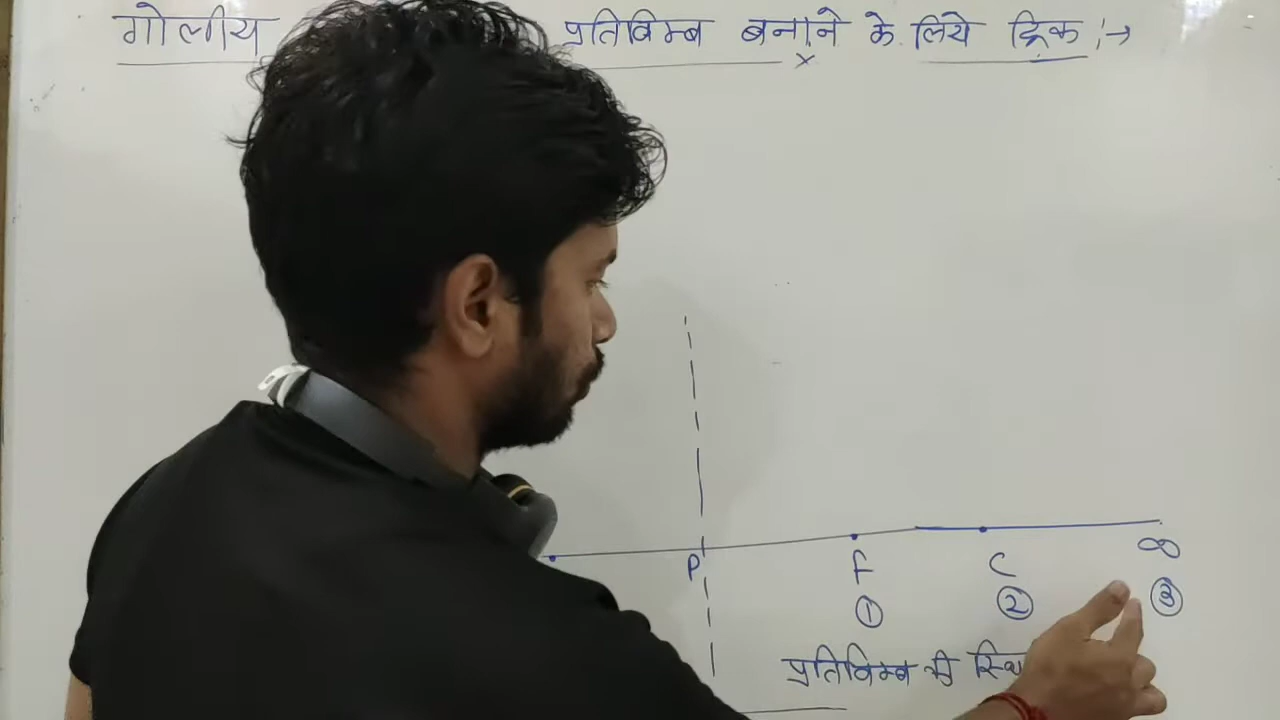 गोलीय प्रतिबिम्ब बनाने के लिये ट्रिक :→
×
P F C ∞
① ② ③
प्रतिबिम्ब की